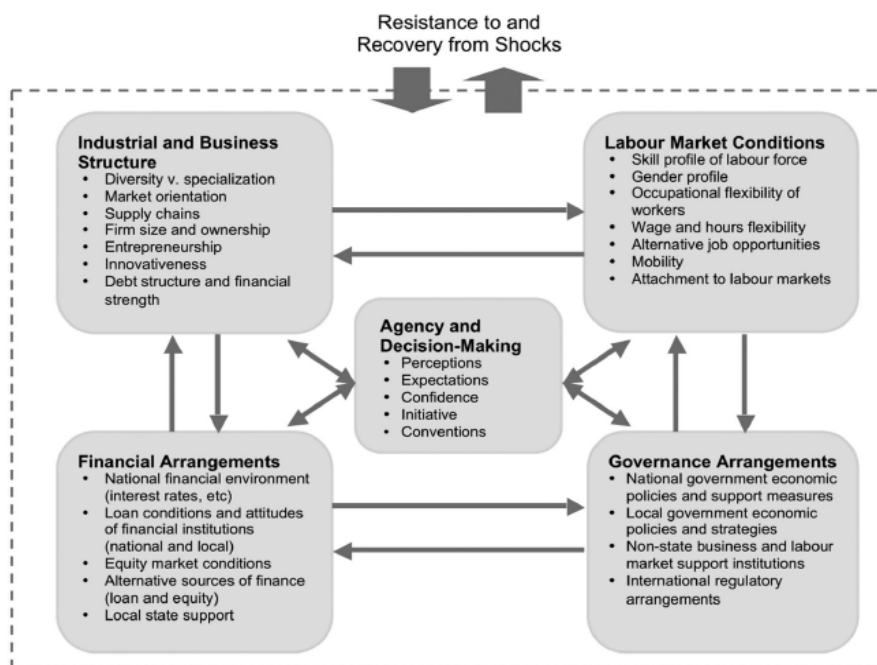 Resistance to and
Recovery from Shocks
Industrial and Business
Structure
• Diversity v. specialization
• Market orientation
• Supply chains
• Firm size and ownership
• Entrepreneurship
• Innovativeness
• Debt structure and financial
strength
Labour Market Conditions
• Skill profile of labour force
• Gender profile
• Occupational flexibility of
workers
• Wage and hours flexibility
• Alternative job opportunities
• Mobility
• Attachment to labour markets
Agency and
Decision-Making
• Perceptions
• Expectations
• Confidence
• Initiative
• Conventions
Financial Arrangements
• National financial environment
(interest rates, etc)
• Loan conditions and attitudes
of financial institutions
(national and local)
• Equity market conditions
• Alternative sources of finance
(loan and equity)
• Local state support
Governance Arrangements
• National government economic
policies and support measures
• Local government economic
policies and strategies
• Non-state business and labour
market support institutions
• International regulatory
arrangements